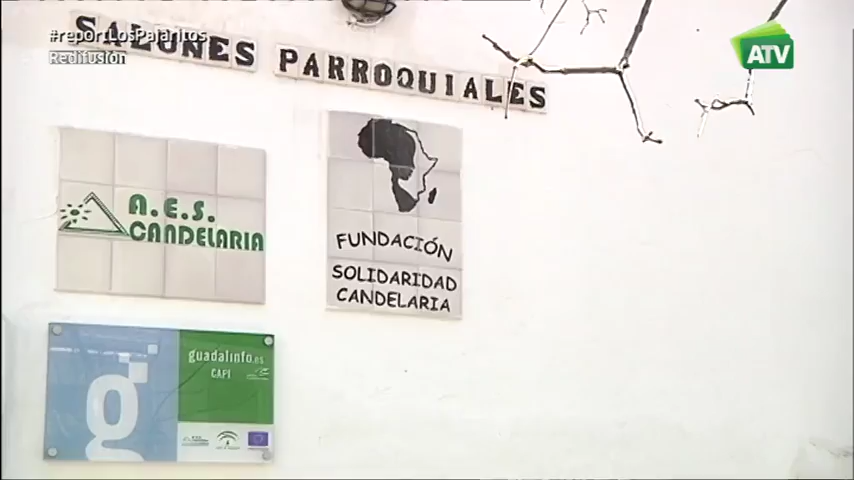 #reportLosPajaritos
Redifusión
ATV
SALONES PARROQUIALES
A.E.S.
CANDELARIA
FUNDACIÓN
SOLIDARIDAD
CANDELARIA
guadalinfo.es
CAPI
g